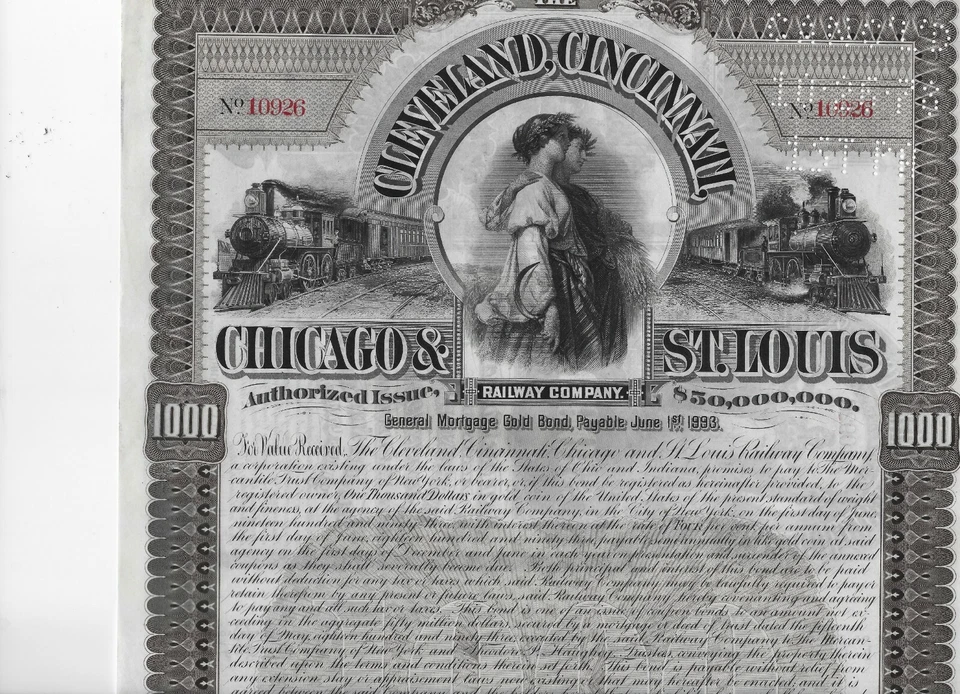 THE
CLEVELAND, CINCINNATI,
No 10926
No 10926
CHICAGO & ST. LOUIS
RAILWAY COMPANY.
Authorized Issue, $50,000,000.
General Mortgage Gold Bond, Payable June 1st 1993.
1000
1000
For Value Received, The Cleveland, Cincinnati, Chicago and St Louis Railway Company
a corporation existing under the laws of the States of Ohio and Indiana, promises to pay to The Mer-
cantile Trust Company of New York, or bearer, or, if this bond be registered as hereinafter provided, to the
registered owner, One Thousand Dollars in gold coin of the United States of the present standard of weight
and fineness, at the agency of the said Railway Company, in the City of New York, on the first day of June
nineteen hundred and ninety three, with interest thereon at the rate of Four per cent per annum from
the first day of June, eighteen hundred and ninety three, payable semi annually in like gold coin at said
agency on the first days of December and June in each year on presentation and surrender of the annexed
coupons as they shall severally become due. Both principal and interest of this bond are to be paid
without deduction for any tax or taxes which said Railway Company may be lawfully required to pay or
retain therefrom by any present or future laws, said Railway Company hereby covenanting and agreeing
to pay any and all such tax or taxes. This bond is one of an issue of coupon bonds to an amount not ex-
ceeding in the aggregate fifty million dollars, secured by a mortgage or deed of trust dated the fifteenth
day of May, eighteen hundred and ninety three, executed by the said Railway Company to The Mercan-
tile Trust Company of New York and P. Haughey, Trustees, conveying the property therein
described upon the terms and conditions therein set forth. This bond is payable without relief from
any extension stay or appraisement laws now existing or that may hereafter be enacted, and it is
agreed between the said Company and the